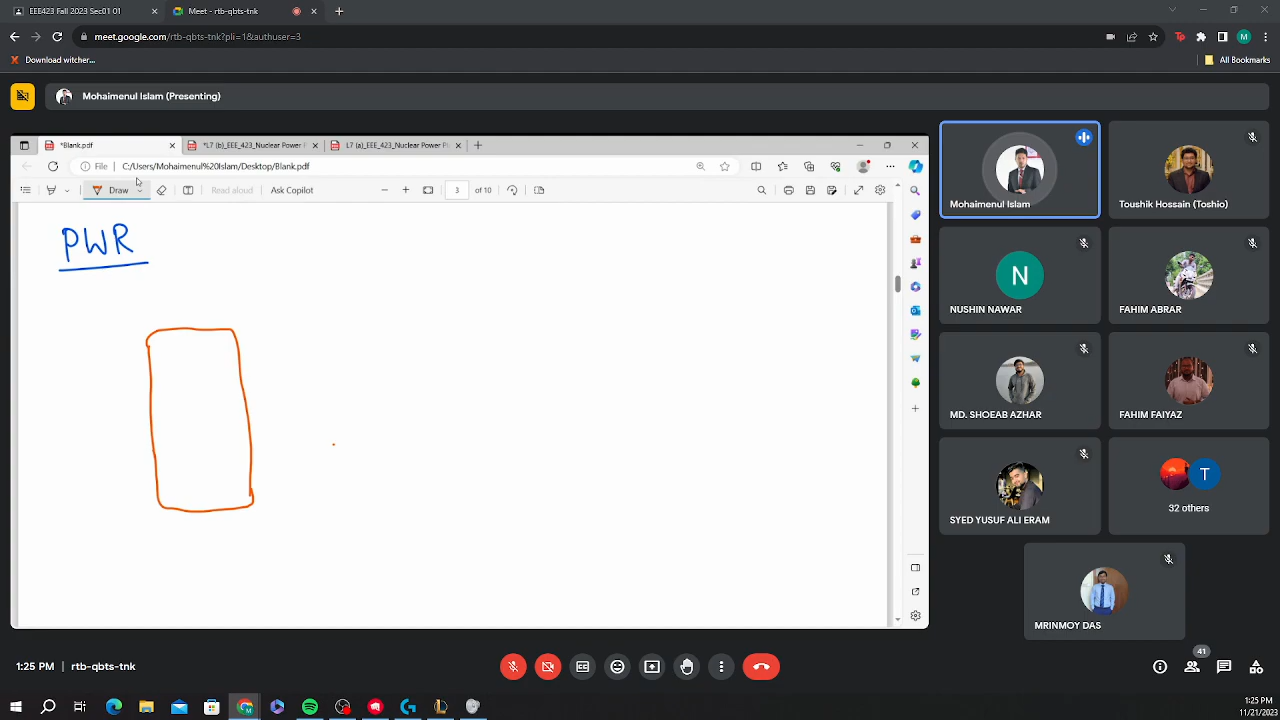 EEE423 Fall 2023 Sec01 01
Meet - rtb-qbts-tnk
meet.google.com/rtb-qbts-tnk?pli=1&authuser=3
M
Download witcher...
All Bookmarks
Mohaimenul Islam (Presenting)
*Blank.pdf
*L7 (b)_EEE_423_Nuclear Power
L7 (a)_EEE_423_Nuclear Power
File
C:/Users/Mohaimenul%20Islam/Desktop/Blank.pdf
Draw
Read aloud
Ask Copilot
3 of 10
PWR
Mohaimenul Islam
Toushik Hossain (Toshio)
N
NUSHIN NAWAR
FAHIM ABRAR
MD. SHOEAB AZHAR
FAHIM FAIYAZ
SYED YUSUF ALI ERAM
T
32 others
MRINMOY DAS
1:25 PM | rtb-qbts-tnk
41
1:25 PM
11/21/2023